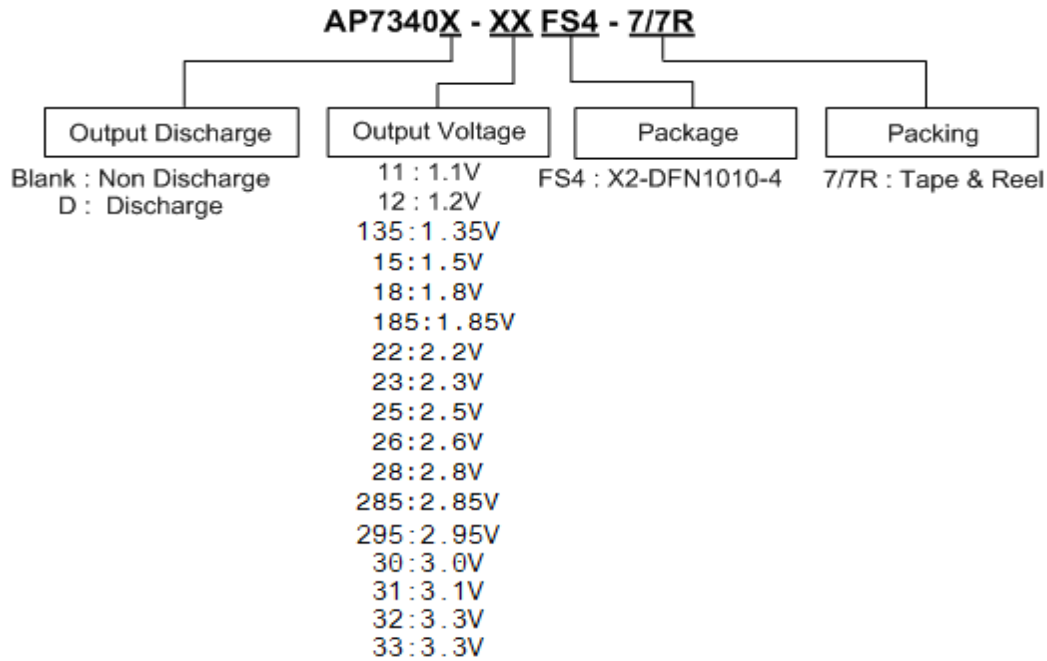 AP7340X - XX FS4 - 7/7R
Output Discharge
Blank : Non Discharge
D : Discharge
Output Voltage
11 : 1.1V
12 : 1.2V
135:1.35V
15:1.5V
18:1.8V
185:1.85V
22:2.2V
23:2.3V
25:2.5V
26:2.6V
28:2.8V
285:2.85V
295:2.95V
30:3.0V
31:3.1V
32:3.3V
33:3.3V
Package
FS4 : X2-DFN1010-4
Packing
7/7R : Tape & Reel